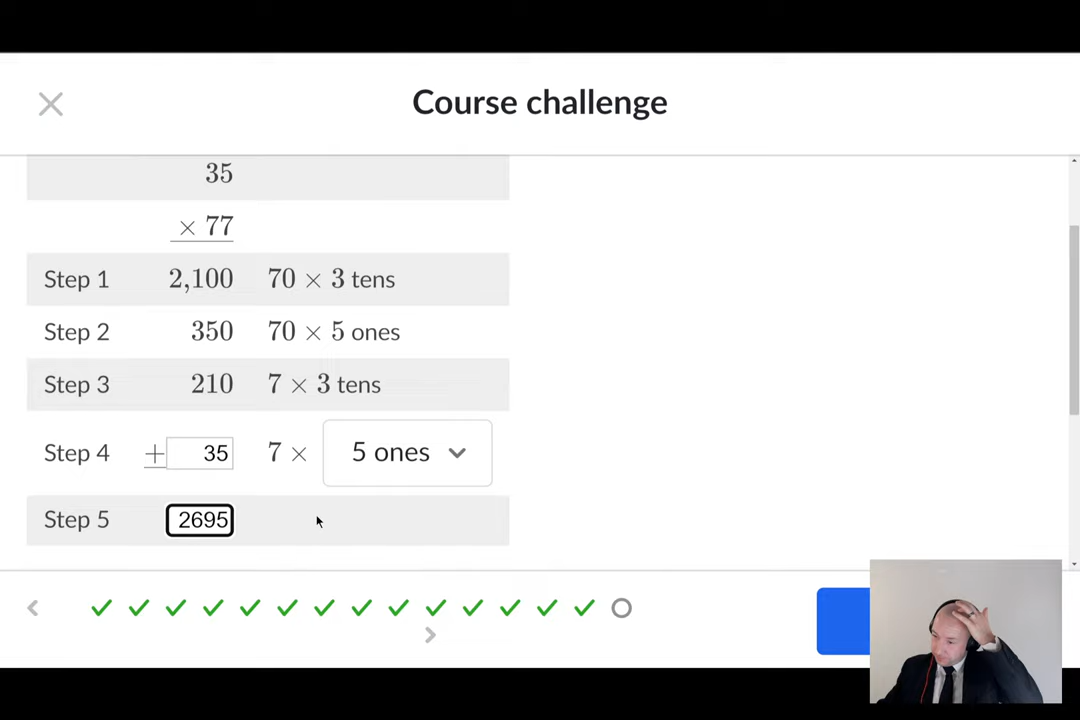 Course challenge
35
× 77
Step 1 2,100 70 × 3 tens
Step 2 350 70 × 5 ones
Step 3 210 7 × 3 tens
Step 4 + 35 7 × 5 ones
Step 5 2695